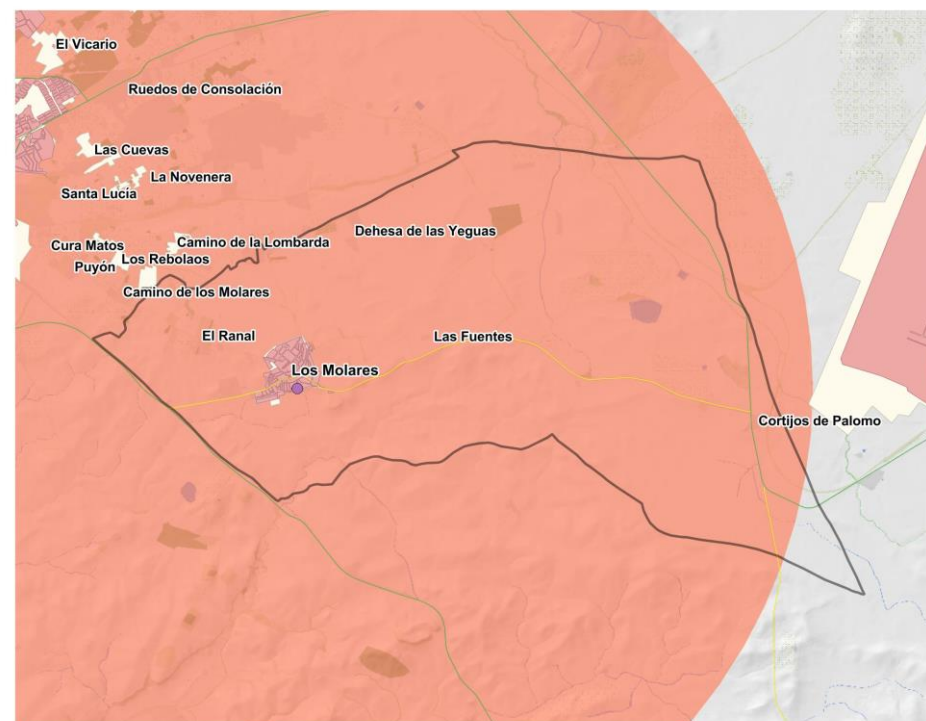 El Vicario
Ruedos de Consolación
Las Cuevas
La Novenera
Santa Lucía
Dehesa de las Yeguas
Cura Matos
Camino de la Lombarda
Puyón
Los Rebolaos
Camino de los Molares
El Ranal
Las Fuentes
Los Molares
Cortijos de Palomo